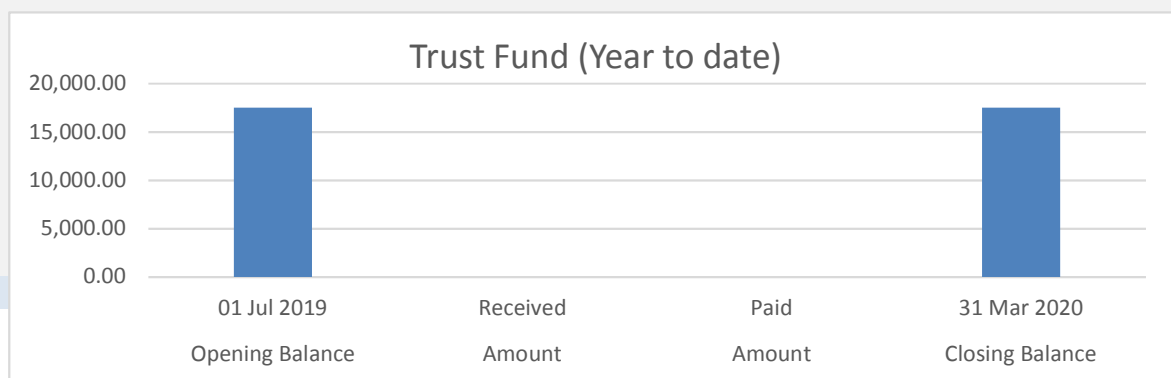 Trust Fund (Year to date)
20,000.00
15,000.00
10,000.00
5,000.00
0.00
01 Jul 2019 Received Paid 31 Mar 2020
Opening Balance Amount Amount Closing Balance